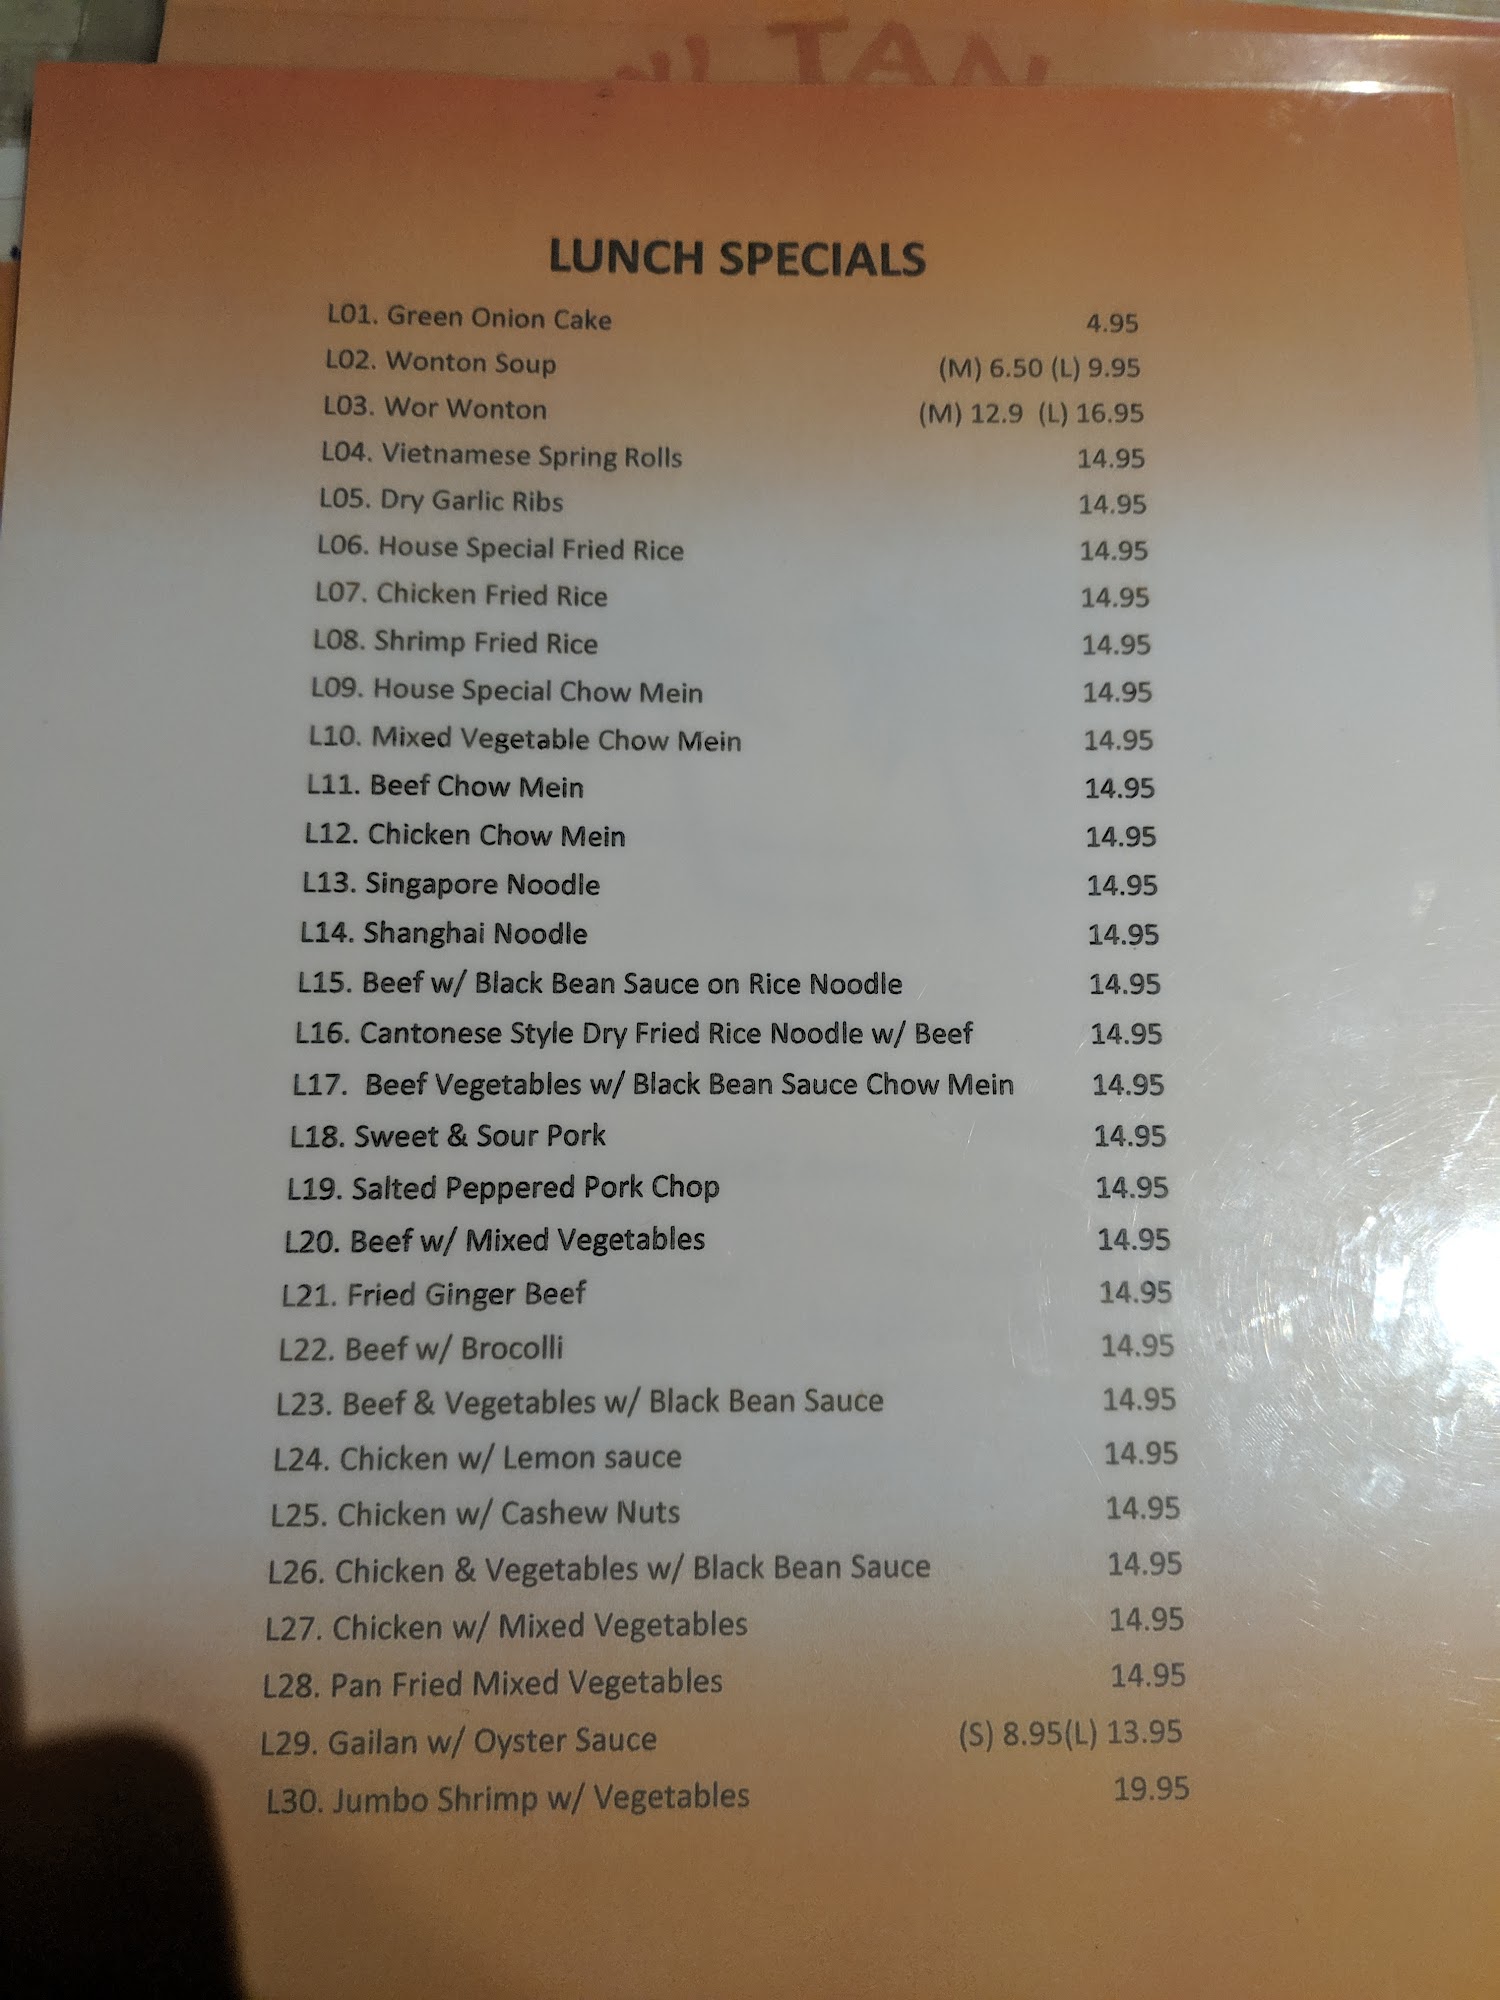 LUNCH SPECIALS
L01. Green Onion Cake 4.95
L02. Wonton Soup (M) 6.50 (L) 9.95
L03. Wor Wonton (M) 12.9 (L) 16.95
L04. Vietnamese Spring Rolls 14.95
L05. Dry Garlic Ribs 14.95
L06. House Special Fried Rice 14.95
L07. Chicken Fried Rice 14.95
L08. Shrimp Fried Rice 14.95
L09. House Special Chow Mein 14.95
L10. Mixed Vegetable Chow Mein 14.95
L11. Beef Chow Mein 14.95
L12. Chicken Chow Mein 14.95
L13. Singapore Noodle 14.95
L14. Shanghai Noodle 14.95
L15. Beef w/ Black Bean Sauce on Rice Noodle 14.95
L16. Cantonese Style Dry Fried Rice Noodle w/ Beef 14.95
L17. Beef Vegetables w/ Black Bean Sauce Chow Mein 14.95
L18. Sweet & Sour Pork 14.95
L19. Salted Peppered Pork Chop 14.95
L20. Beef w/ Mixed Vegetables 14.95
L21. Fried Ginger Beef 14.95
L22. Beef w/ Brocolli 14.95
L23. Beef & Vegetables w/ Black Bean Sauce 14.95
L24. Chicken w/ Lemon sauce 14.95
L25. Chicken w/ Cashew Nuts 14.95
L26. Chicken & Vegetables w/ Black Bean Sauce 14.95
L27. Chicken w/ Mixed Vegetables 14.95
L28. Pan Fried Mixed Vegetables 14.95
L29. Gailan w/ Oyster Sauce (S) 8.95(L) 13.95
L30. Jumbo Shrimp w/ Vegetables 19.95